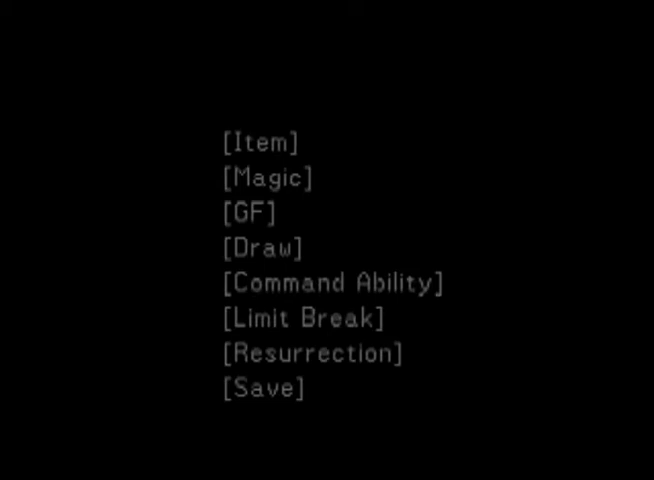 [Item]
[Magic]
[GF]
[Draw]
[Command Ability]
[Limit Break]
[Resurrection]
[Save]